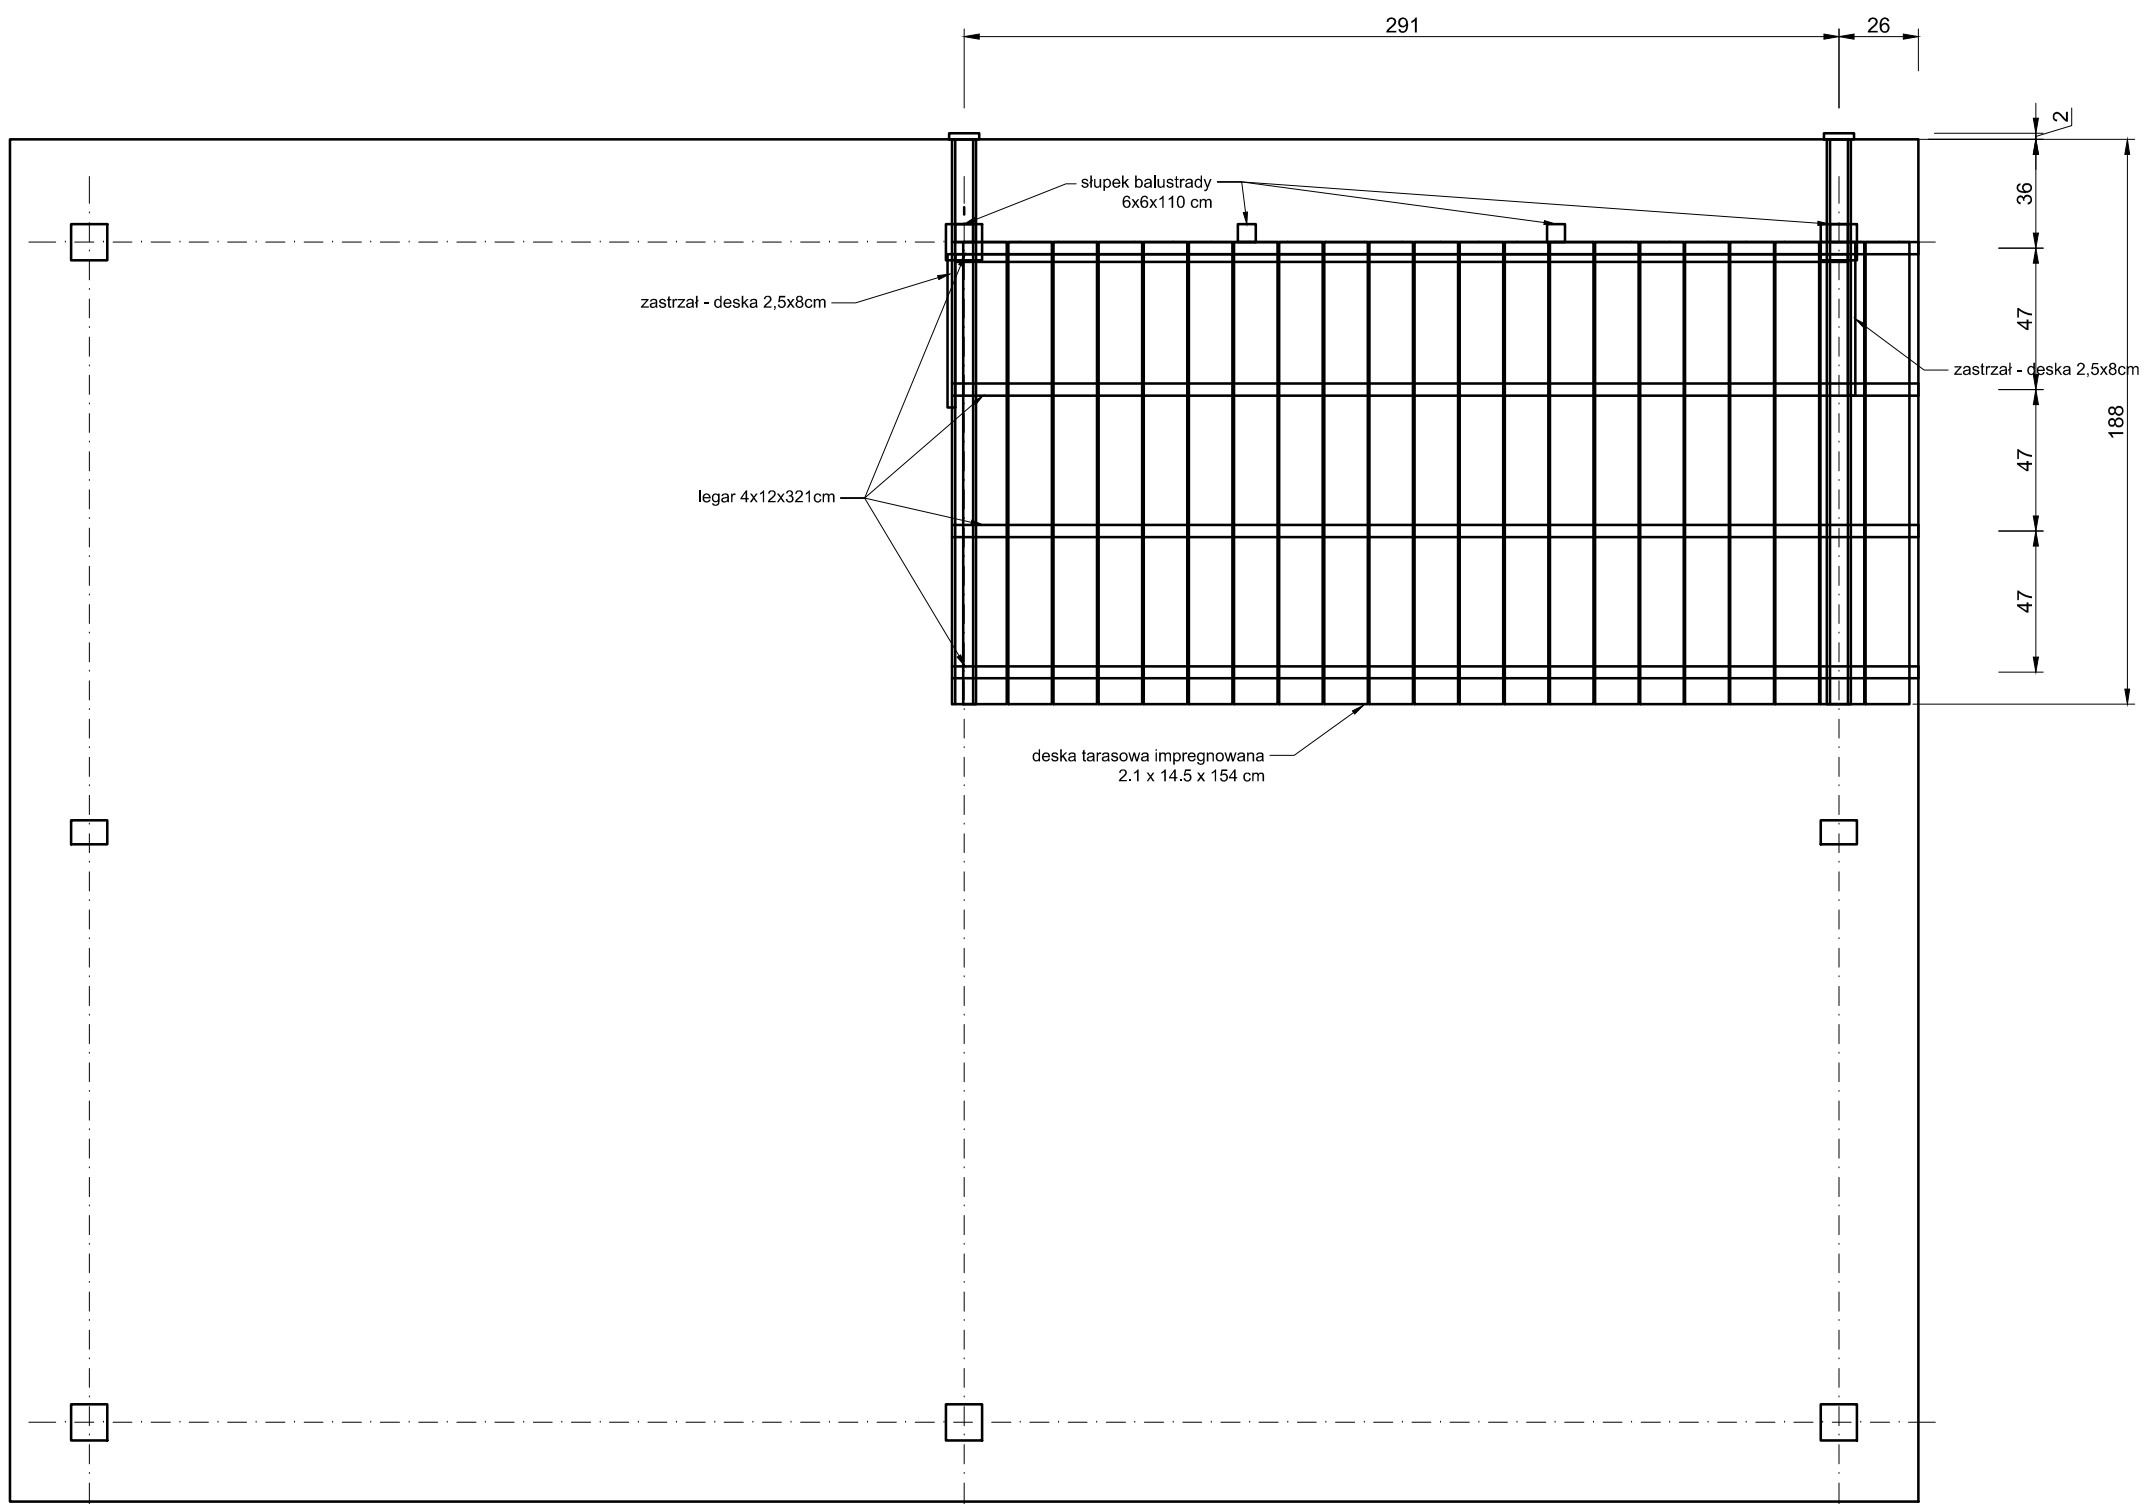 291
26
2
36
słupek balustrady
6x6x110 cm
zastrzał - deska 2,5x8cm
47
zastrzał - deska 2,5x8cm
188
47
legar 4x12x321cm
47
deska tarasowa impregnowana
2.1 x 14.5 x 154 cm